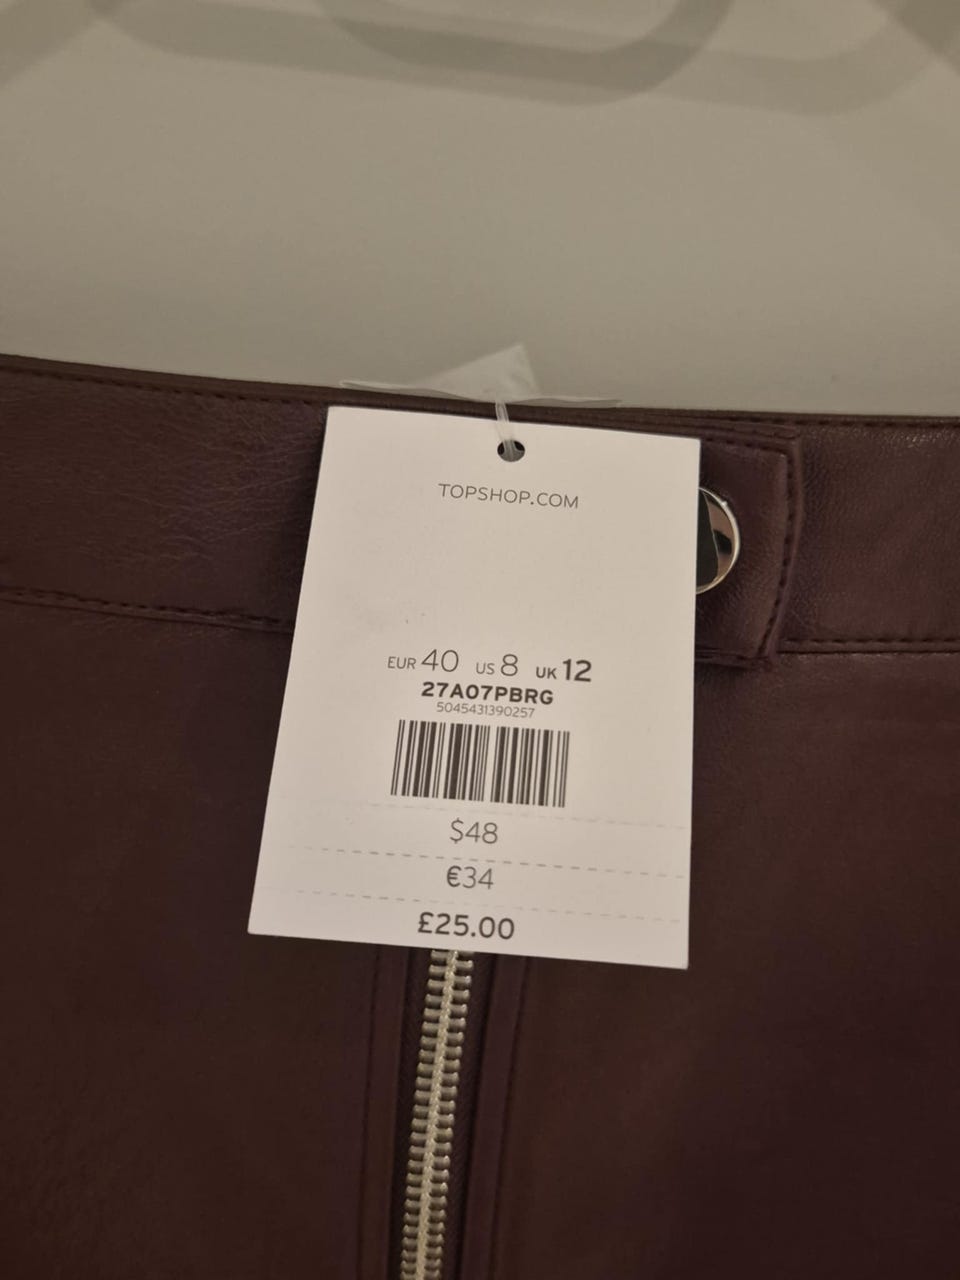 TOPSHOP.COM
EUR 40 US 8 UK 12
27A07PBRG
5045431390257
$48
€34
£25.00